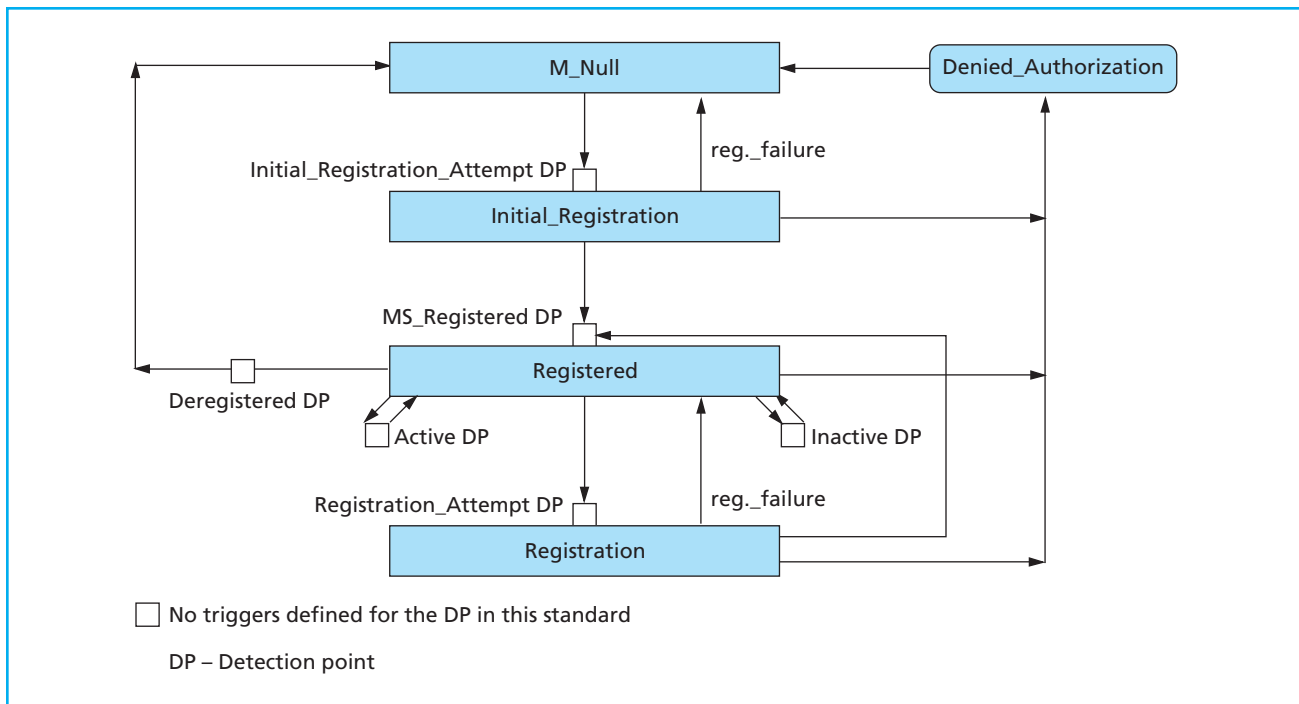 M_Null
Denied_Authorization
reg._failure
Initial_Registration_Attempt DP
Initial_Registration
MS_Registered DP
Registered
Deregistered DP
Active DP
Inactive DP
Registration_Attempt DP
reg._failure
Registration
No triggers defined for the DP in this standard
DP – Detection point